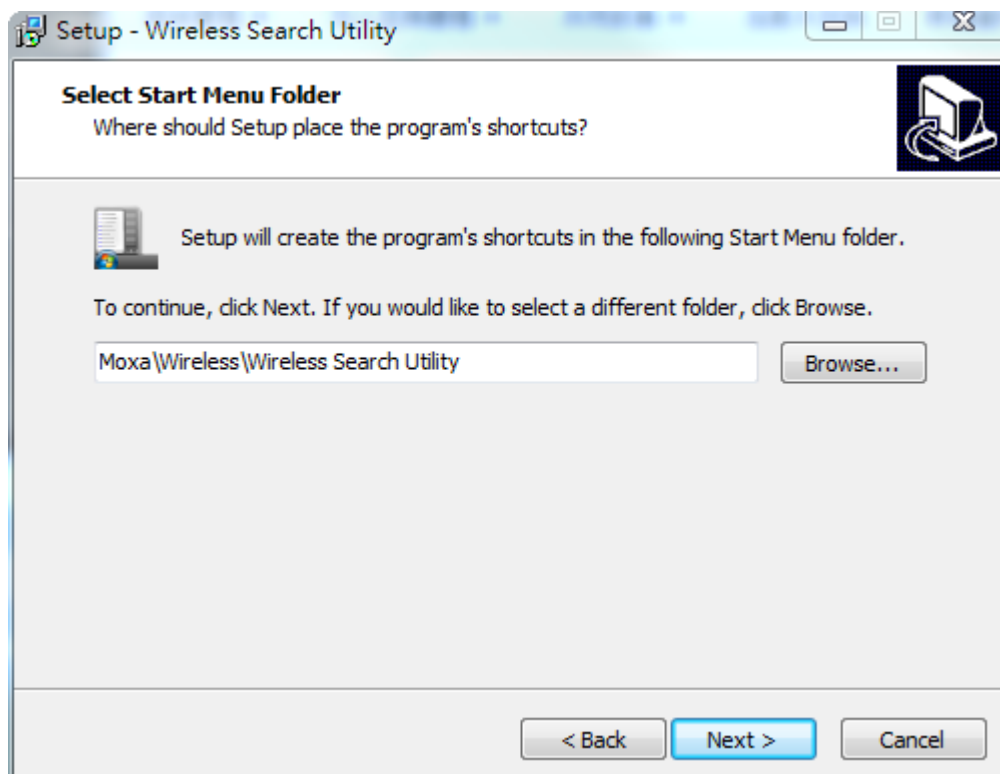 Setup - Wireless Search Utility
Select Start Menu Folder
Where should Setup place the program's shortcuts?
Setup will create the program's shortcuts in the following Start Menu folder.
To continue, click Next. If you would like to select a different folder, click Browse.
Moxa\Wireless\Wireless Search Utility
Browse...
< Back
Next >
Cancel